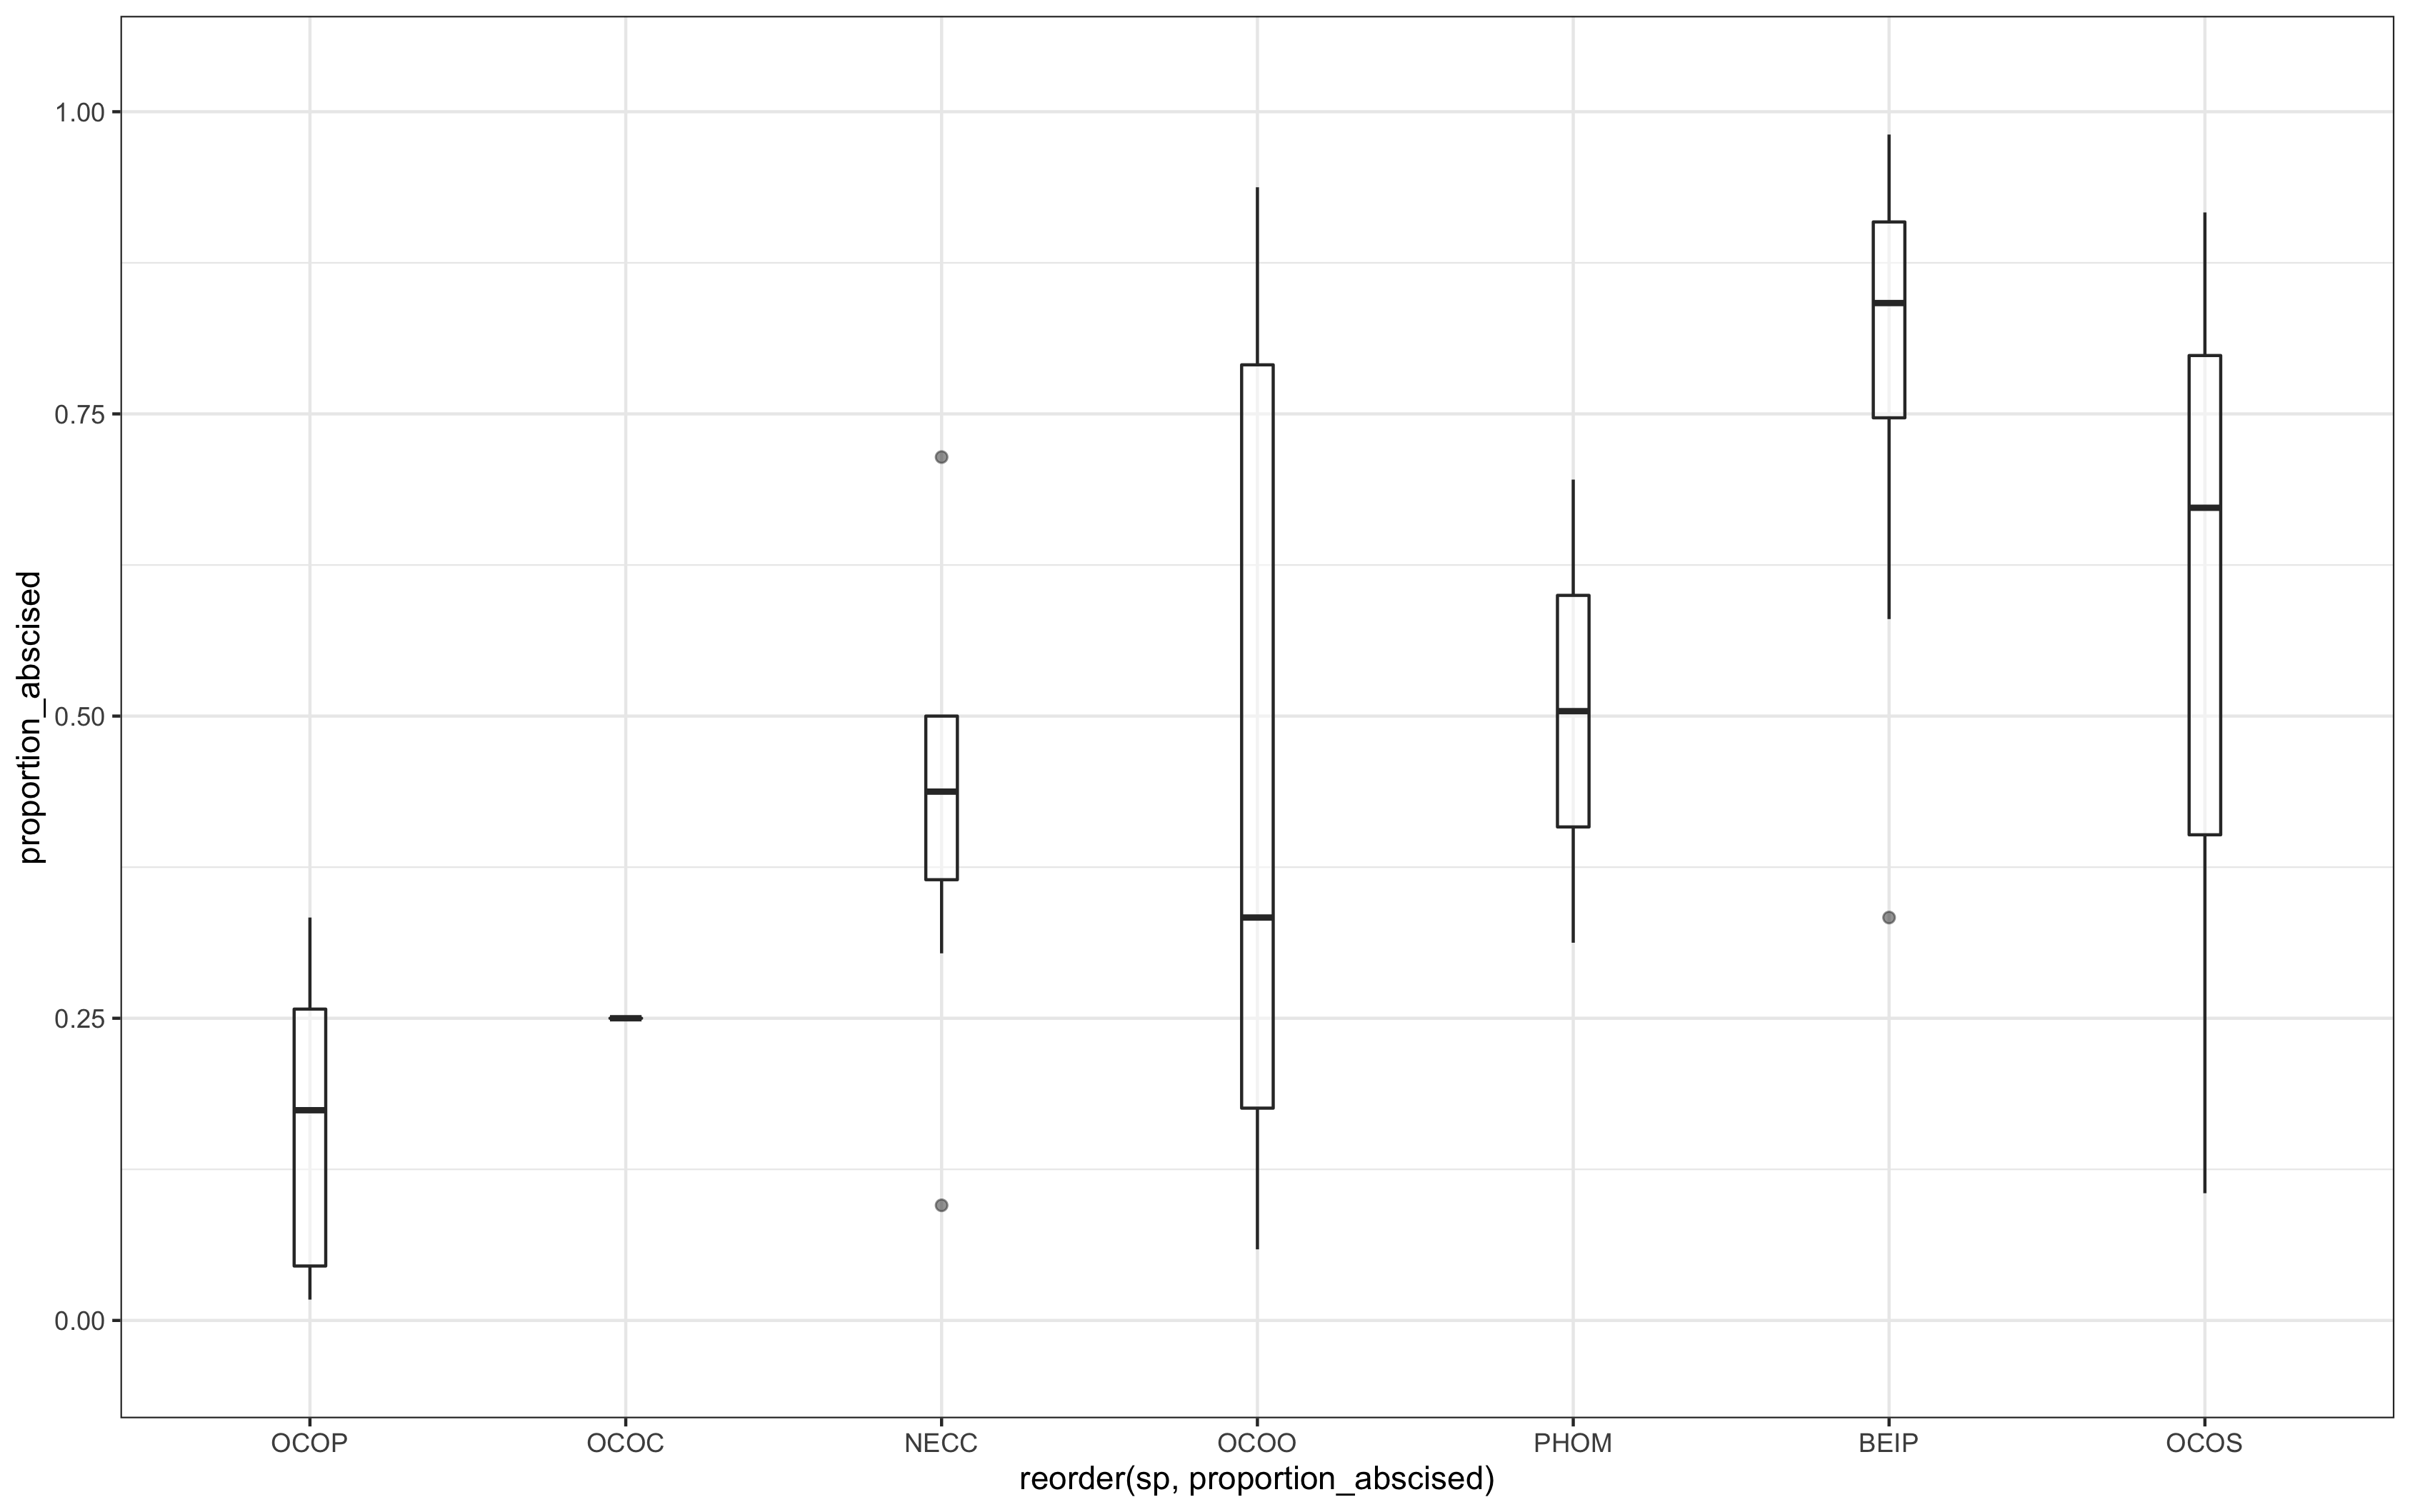 proportion_abscised
1.00
0.75
0.50
0.25
0.00
OCOP OCOC NECC OCOO PHOM BEIP OCOS
reorder(sp, proportion_abscised)